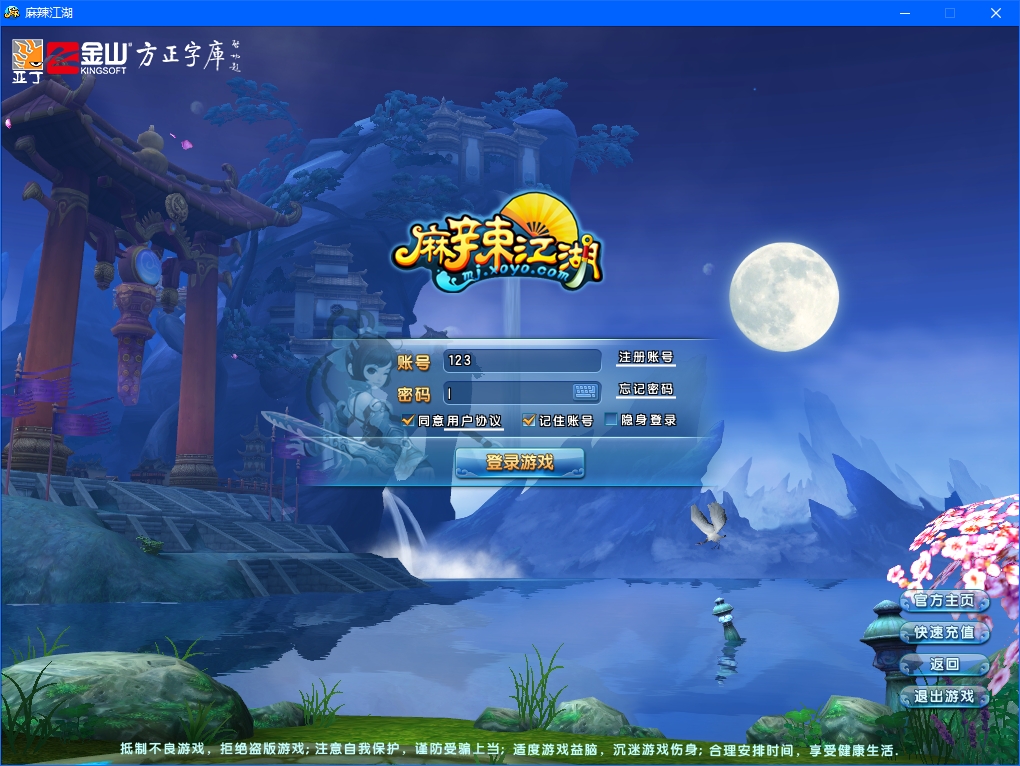 麻辣江湖
亚丁
金山
KINGSOFT
方正字庫
麻辣江湖
mj.xoyo.com
账号 123 注册账号
密码 忘记密码
同意用户协议 记住账号 隐身登录
登录游戏
官方主页
快速充值
返回
退出游戏
抵制不良游戏，拒绝盗版游戏; 注意自我保护，谨防受骗上当; 适度游戏益脑，沉迷游戏伤身; 合理安排时间，享受健康生活.